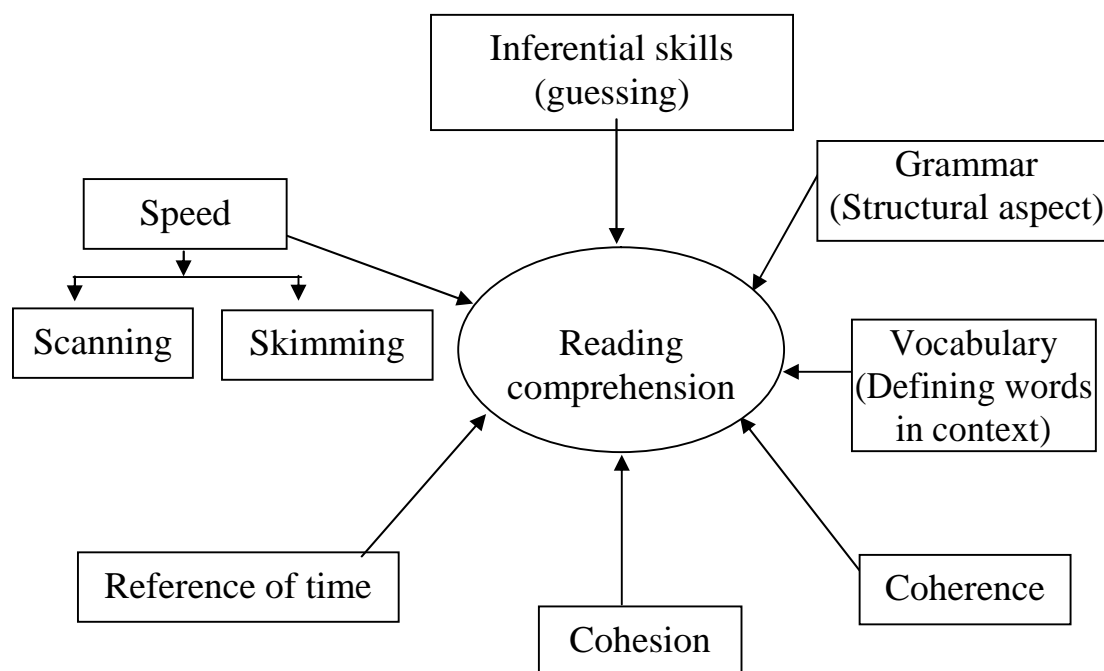 Inferential skills
(guessing)
Grammar
(Structural aspect)
Speed
Scanning
Skimming
Reading
comprehension
Vocabulary
(Defining words
in context)
Reference of time
Cohesion
Coherence